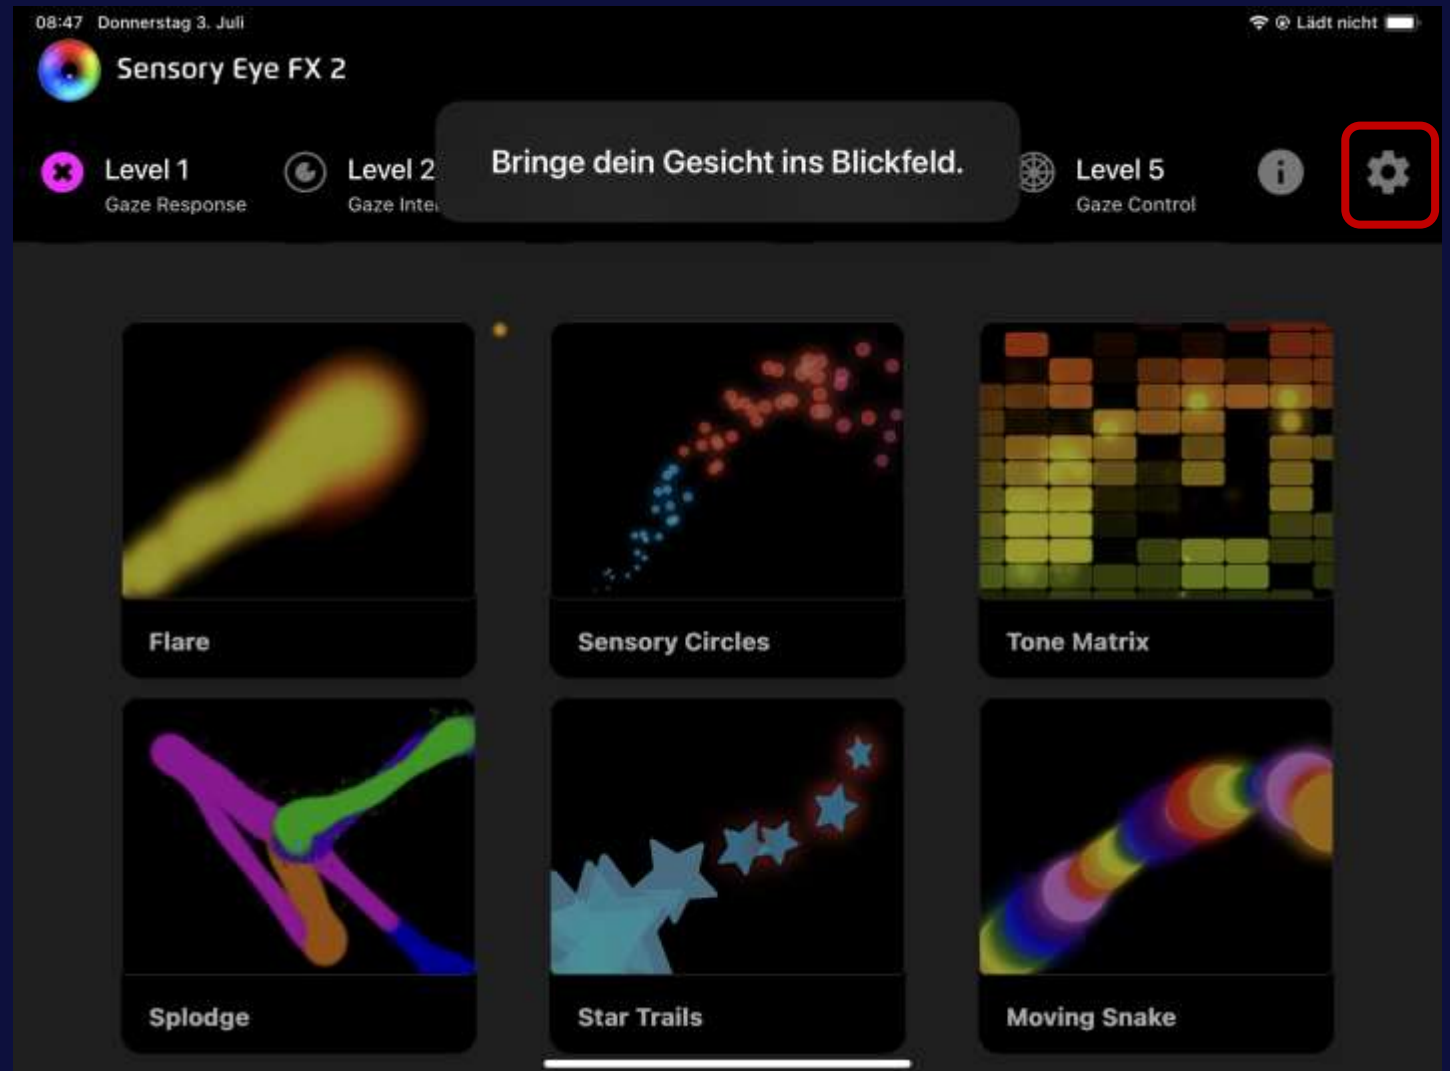 08:47 Donnerstag 3. Juli
Lädt nicht
Sensory Eye FX 2
Bringe dein Gesicht ins Blickfeld.
Level 1
Gaze Response
Level 2
Gaze
Level 5
Gaze Control
Flare
Sensory Circles
Tone Matrix
Splodge
Star Trails
Moving Snake